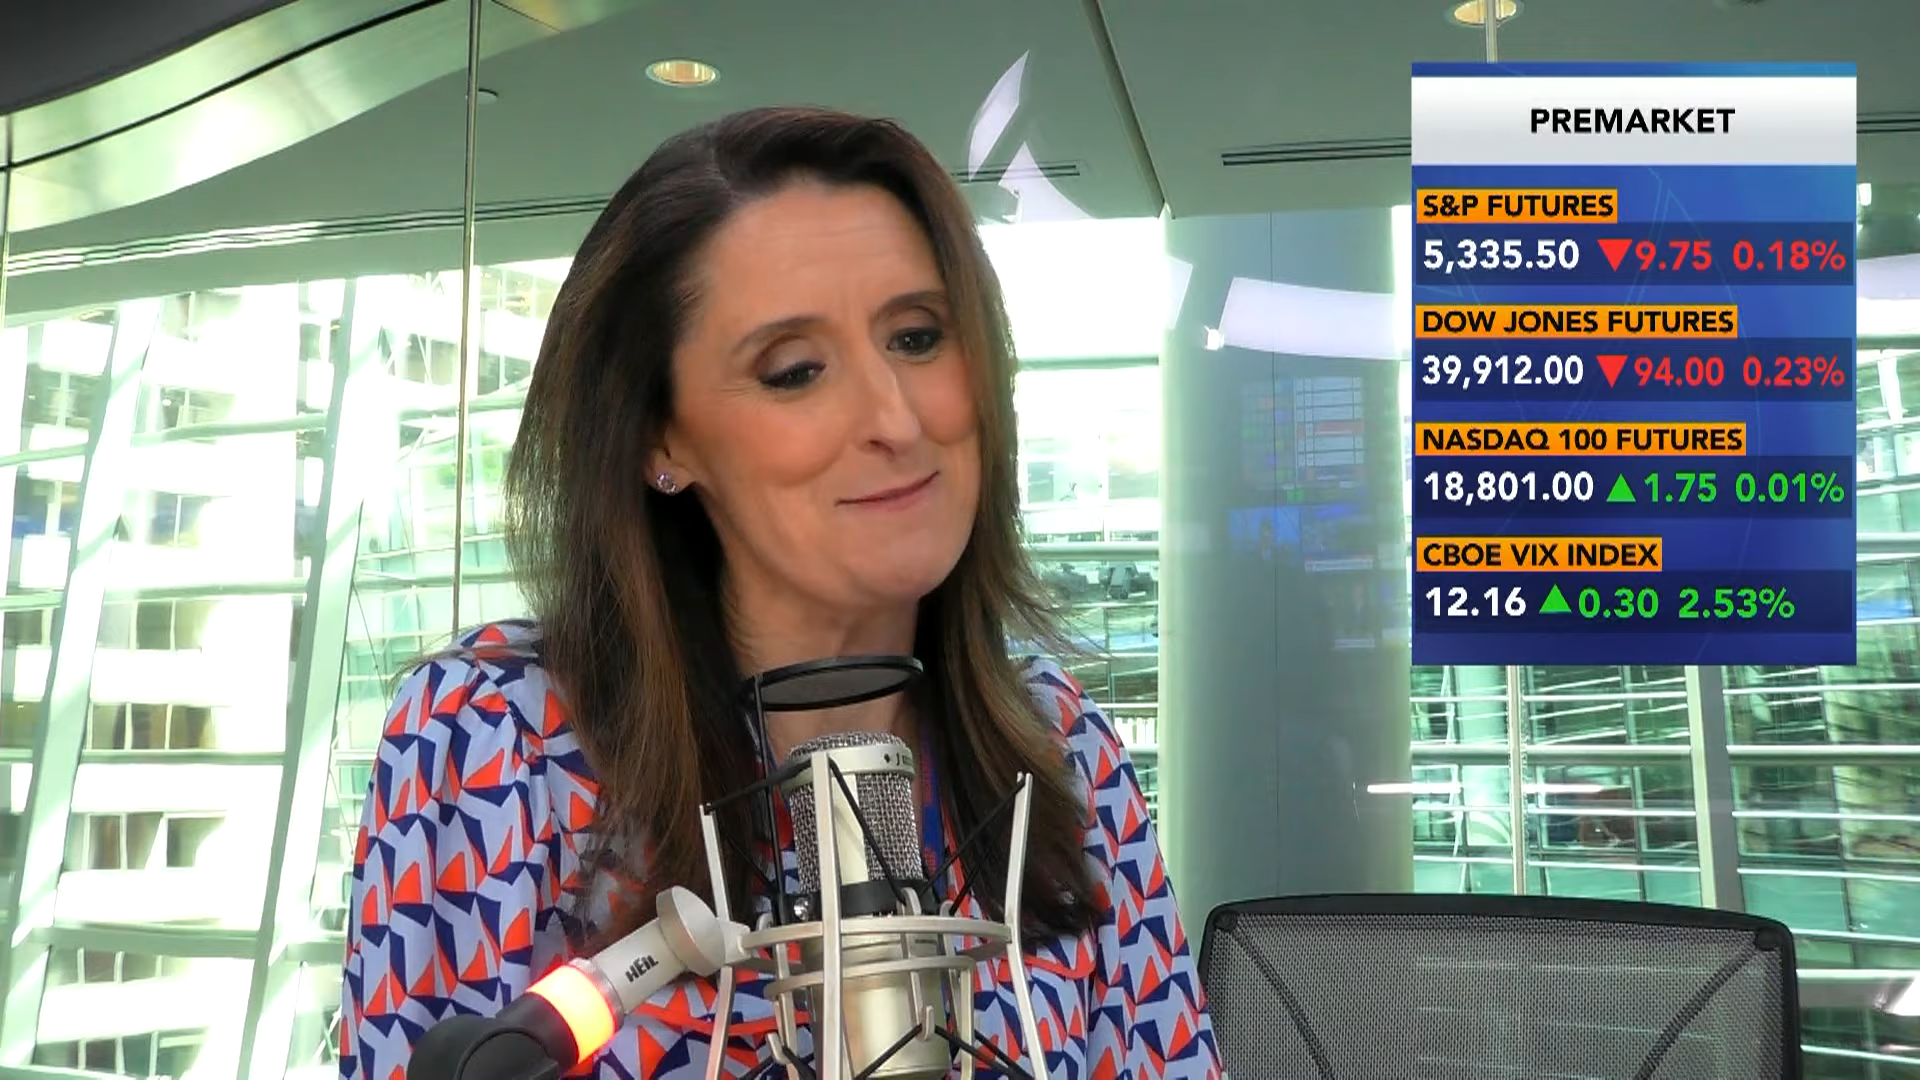 PREMARKET
S&P FUTURES
5,335.50 ▼9.75 0.18%
DOW JONES FUTURES
39,912.00 ▼94.00 0.23%
NASDAQ 100 FUTURES
18,801.00 ▲1.75 0.01%
CBOE VIX INDEX
12.16 ▲0.30 2.53%
HEIL